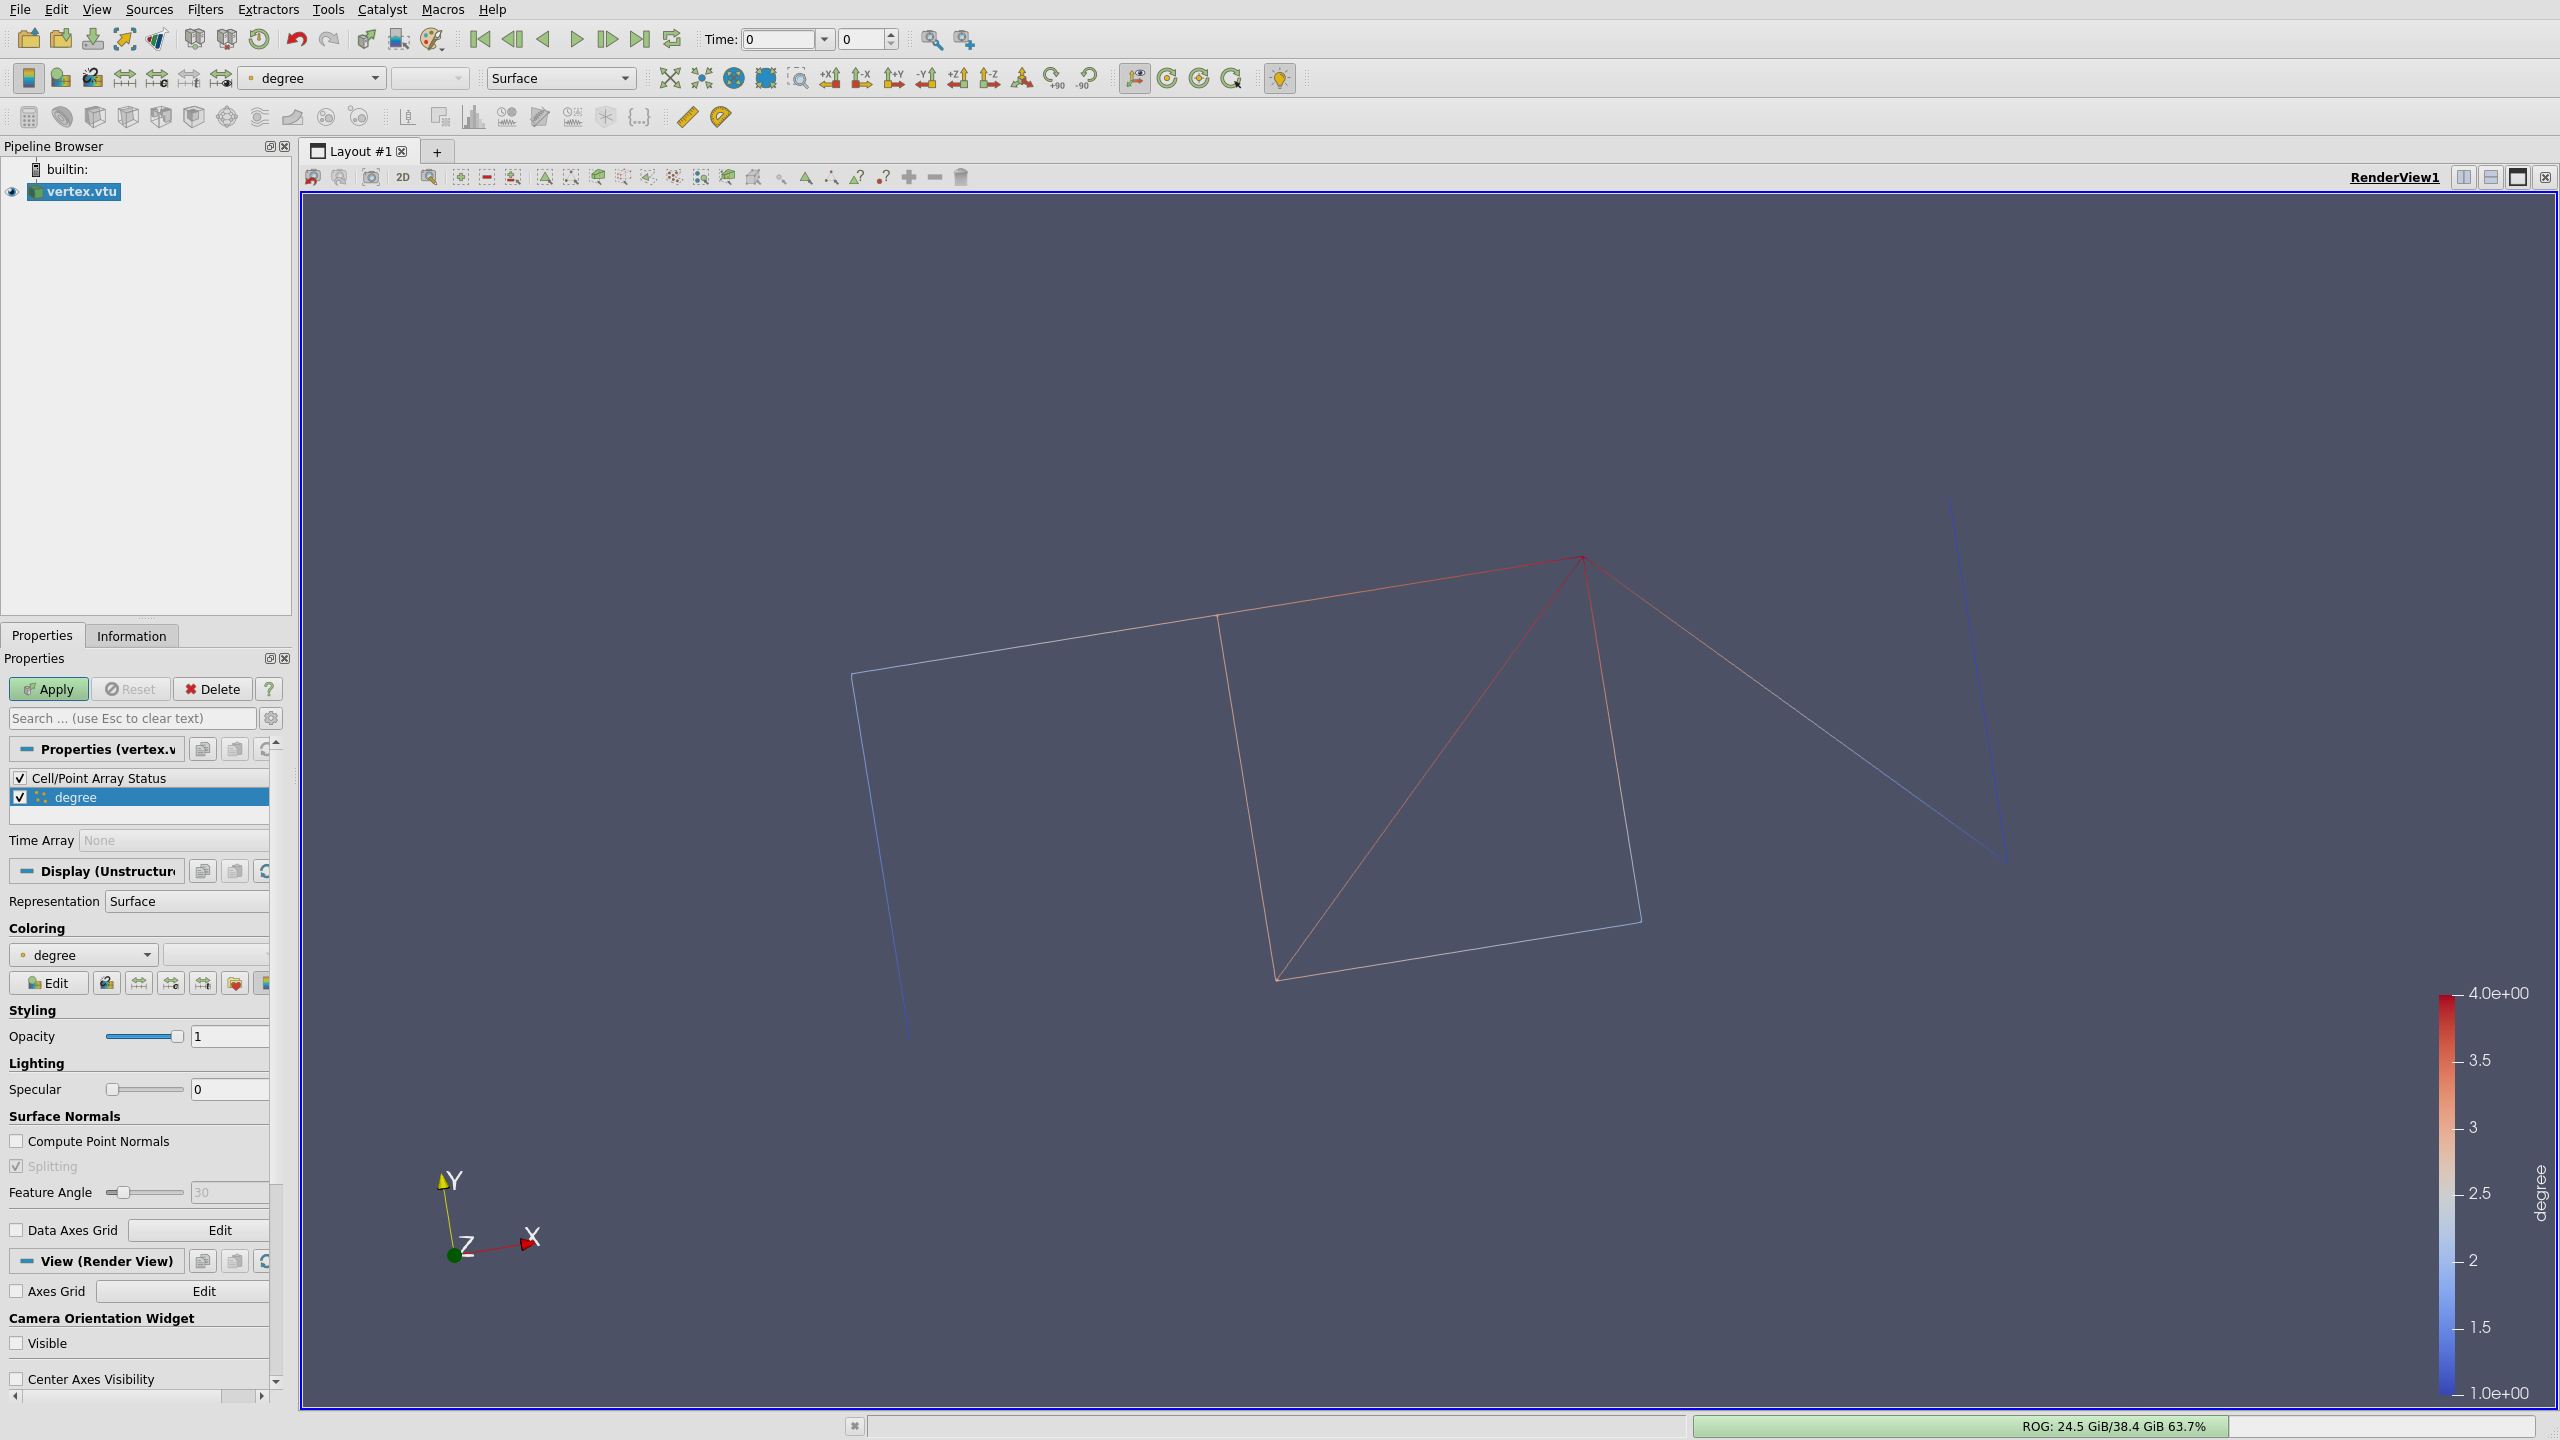 File Edit View Sources Filters Extractors Tools Catalyst Macros Help
Time: 0 0
degree Surface
+X -X +Y -Y +Z -Z +90 -90
Pipeline Browser
builtin:
vertex.vtu
Layout #1 +
2D
RenderView1
Properties Information
Properties
Apply Reset Delete ?
Search ... (use Esc to clear text)
Properties (vertex.v
Cell/Point Array Status
degree
Time Array None
Display (Unstructure
Representation Surface
Coloring
degree
Edit
Styling
Opacity 1
Lighting
Specular 0
Surface Normals
Compute Point Normals
Splitting
Feature Angle 30
Data Axes Grid Edit
View (Render View)
Axes Grid Edit
Camera Orientation Widget
Visible
Center Axes Visibility
Y
Z
X
4.0e+00
3.5
3
2.5
2
1.5
1.0e+00
degree
ROG: 24.5 GiB/38.4 GiB 63.7%